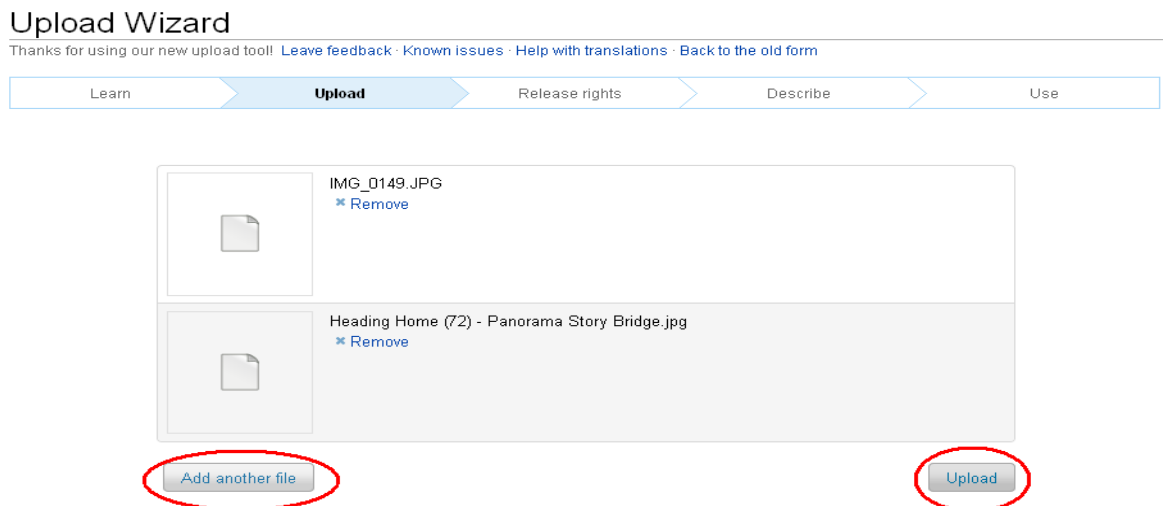 Upload Wizard
Thanks for using our new upload tool! Leave feedback · Known issues · Help with translations · Back to the old form
Learn Upload Release rights Describe Use
IMG_0149.JPG
Remove
Heading Home (72) - Panorama Story Bridge.jpg
Remove
Add another file Upload